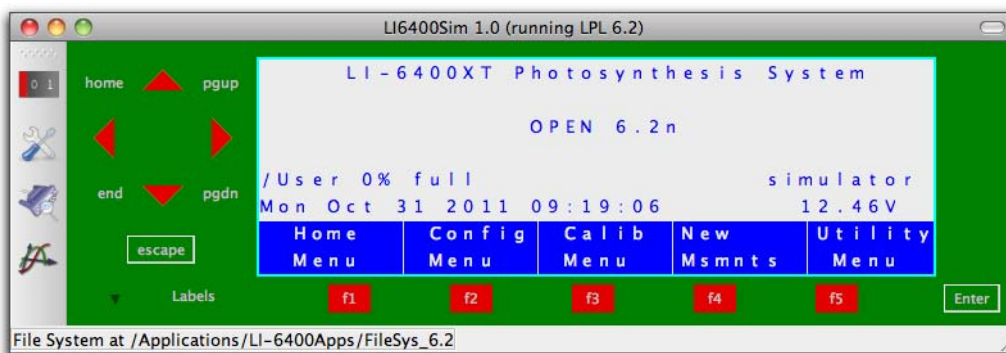 LI6400Sim 1.0 (running LPL 6.2)
0 1
home
pgup
end
pgdn
escape
Labels
LI-6400XT Photosynthesis System
OPEN 6.2n
/User 0% full simulator
Mon Oct 31 2011 09:19:06 12.46V
Home Config Calib New Utility
Menu Menu Menu Msmnts Menu
f1 f2 f3 f4 f5
Enter
File System at /Applications/LI-6400Apps/FileSys_6.2